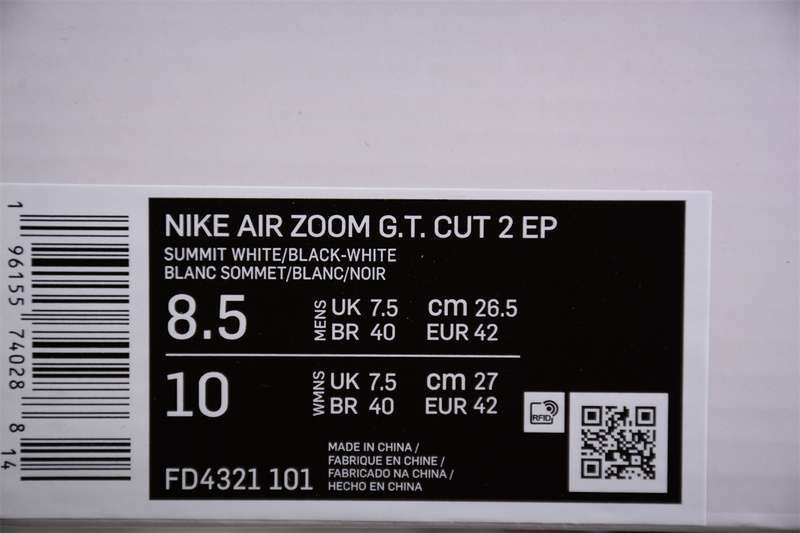 NIKE AIR ZOOM G.T. CUT 2 EP
SUMMIT WHITE/BLACK-WHITE
BLANC SOMMET/BLANC/NOIR
8.5 MENS UK 7.5 cm 26.5
BR 40 EUR 42
10 WMNS UK 7.5 cm 27
BR 40 EUR 42
RFID
MADE IN CHINA /
FABRIQUE EN CHINE /
FABRICADO NA CHINA /
HECHO EN CHINA
FD4321 101
1 96155 74028 8 14